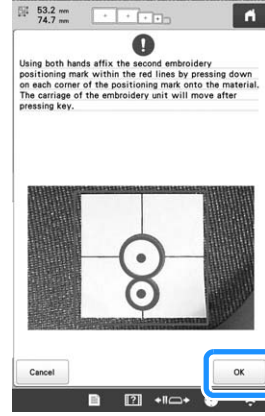 53.2 mm
74.7 mm
Using both hands affix the second embroidery
positioning mark within the red lines by pressing down
on each corner of the positioning mark onto the material.
The carriage of the embroidery unit will move after
pressing key.
Cancel
OK